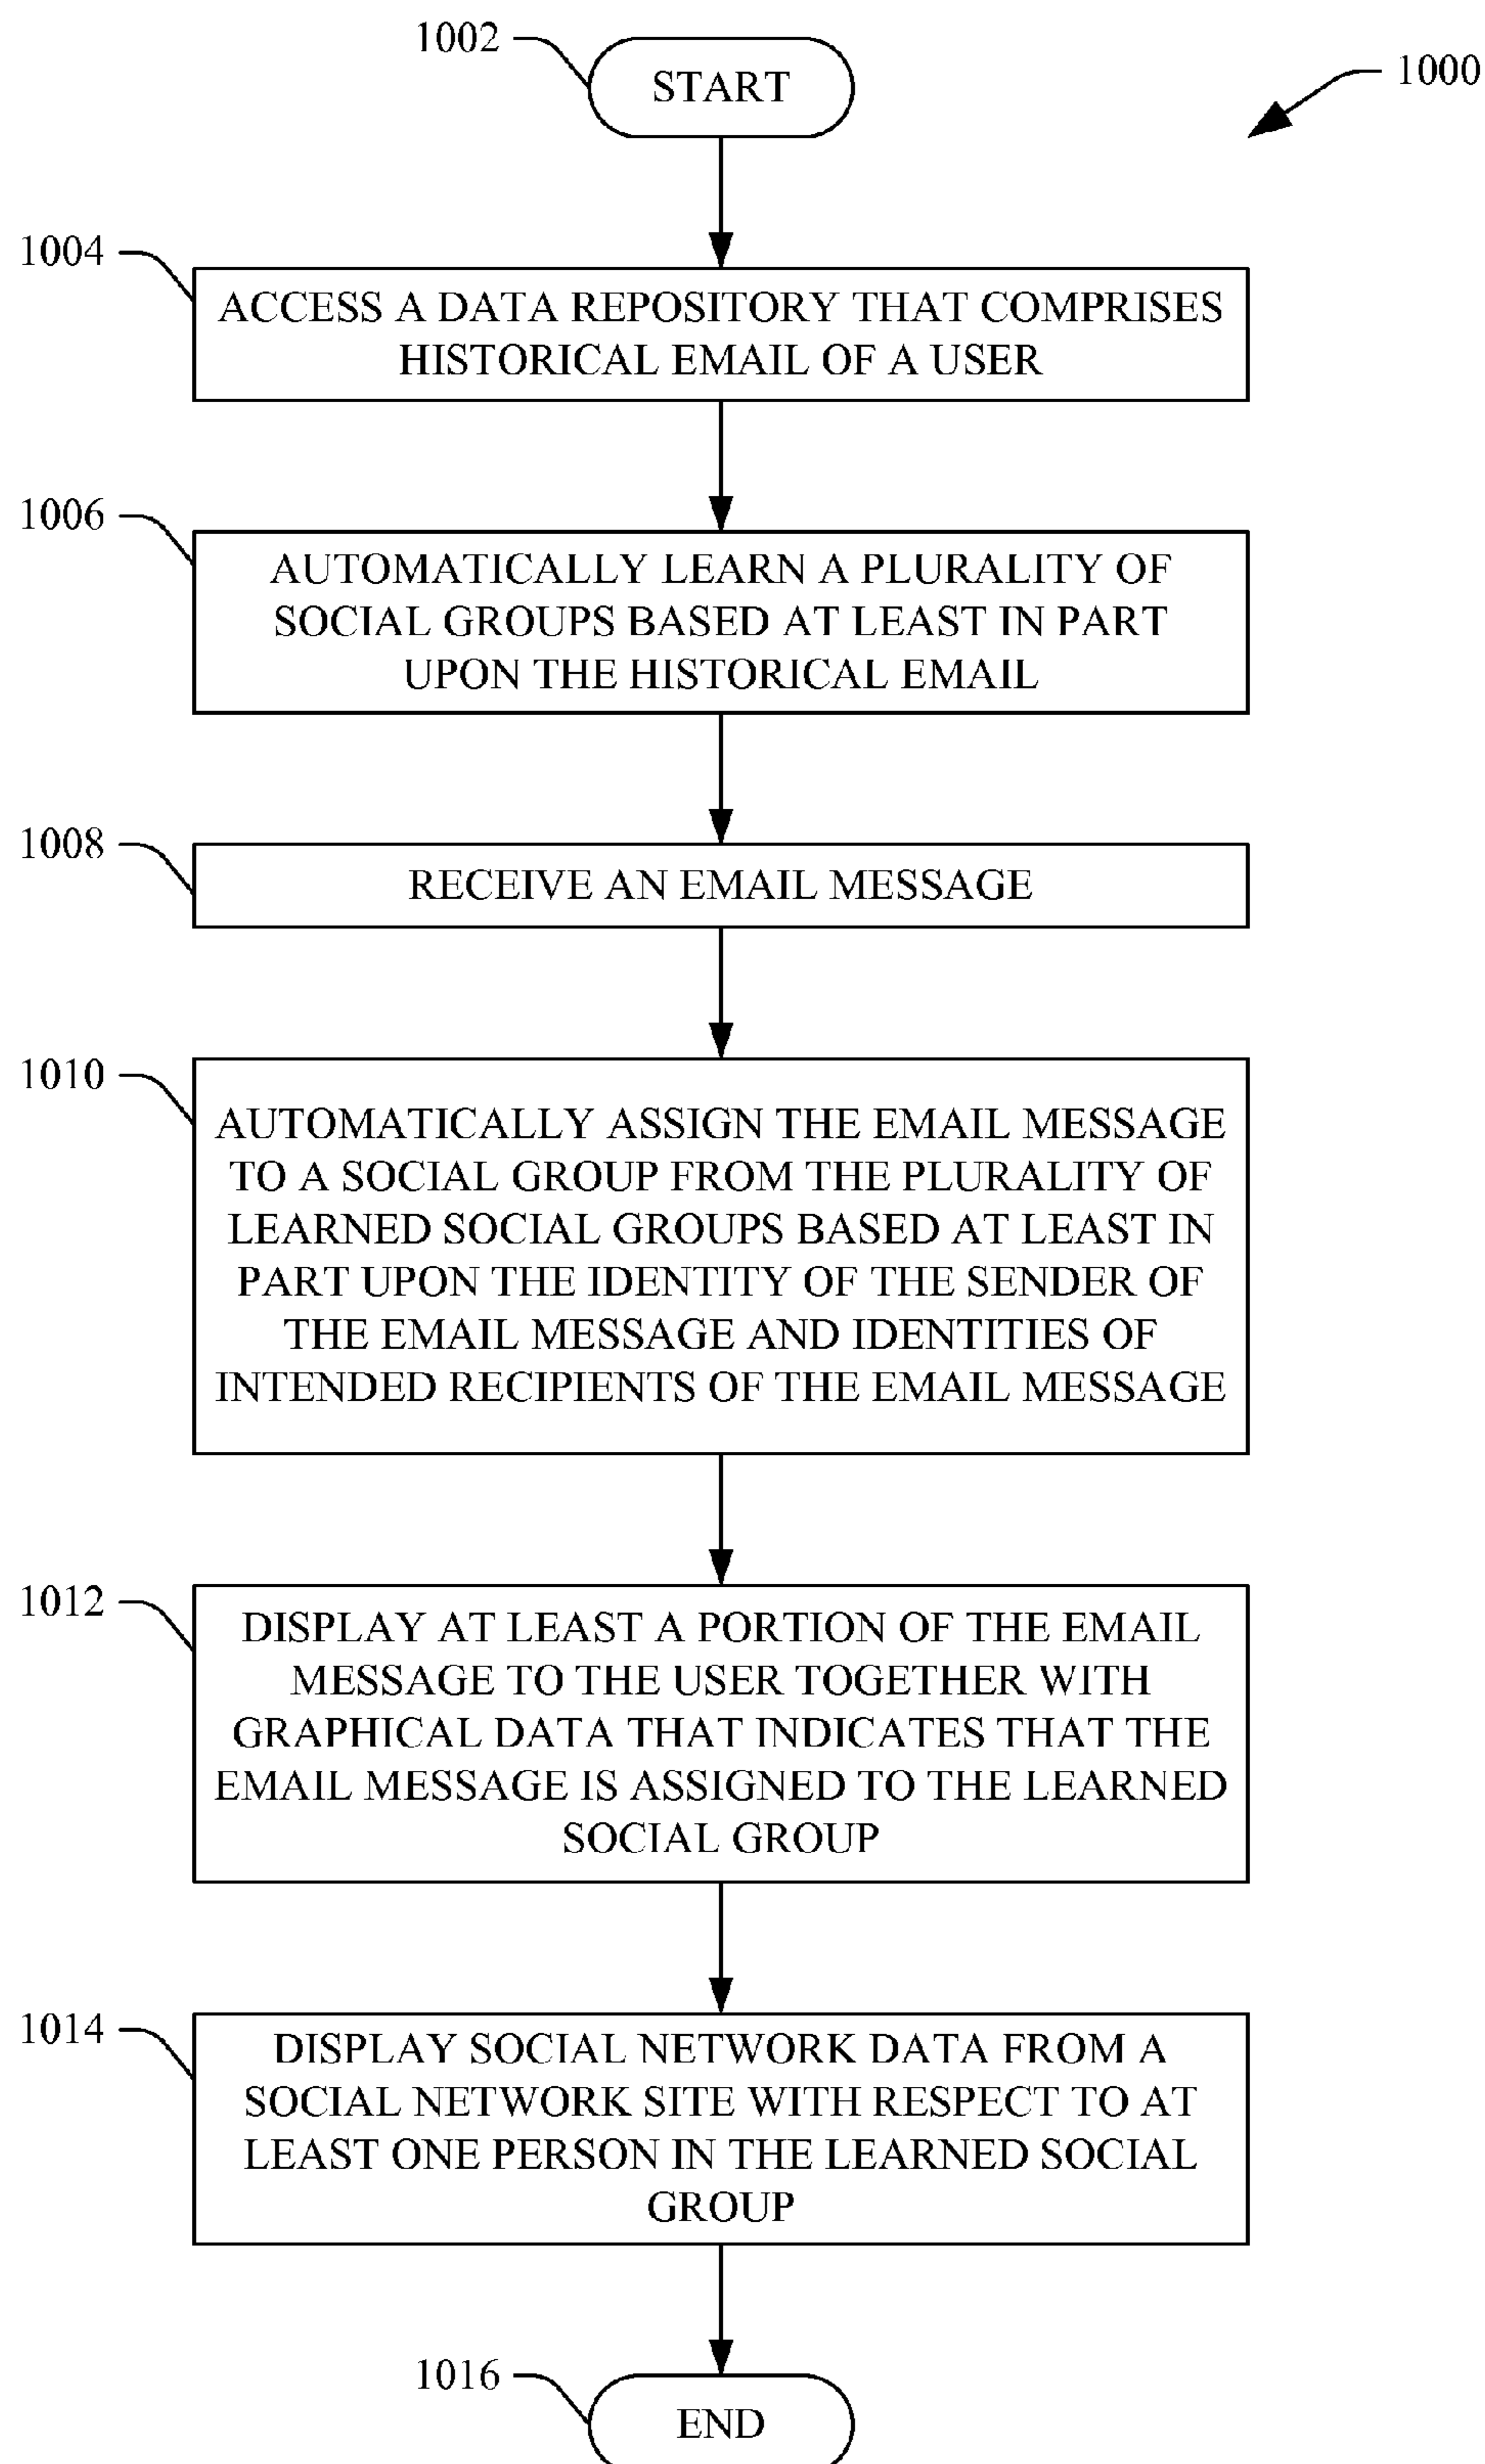 1002
START
1000
1004
ACCESS A DATA REPOSITORY THAT COMPRISES
HISTORICAL EMAIL OF A USER
1006
AUTOMATICALLY LEARN A PLURALITY OF
SOCIAL GROUPS BASED AT LEAST IN PART
UPON THE HISTORICAL EMAIL
1008
RECEIVE AN EMAIL MESSAGE
1010
AUTOMATICALLY ASSIGN THE EMAIL MESSAGE
TO A SOCIAL GROUP FROM THE PLURALITY OF
LEARNED SOCIAL GROUPS BASED AT LEAST IN
PART UPON THE IDENTITY OF THE SENDER OF
THE EMAIL MESSAGE AND IDENTITIES OF
INTENDED RECIPIENTS OF THE EMAIL MESSAGE
1012
DISPLAY AT LEAST A PORTION OF THE EMAIL
MESSAGE TO THE USER TOGETHER WITH
GRAPHICAL DATA THAT INDICATES THAT THE
EMAIL MESSAGE IS ASSIGNED TO THE LEARNED
SOCIAL GROUP
1014
DISPLAY SOCIAL NETWORK DATA FROM A
SOCIAL NETWORK SITE WITH RESPECT TO AT
LEAST ONE PERSON IN THE LEARNED SOCIAL
GROUP
1016
END